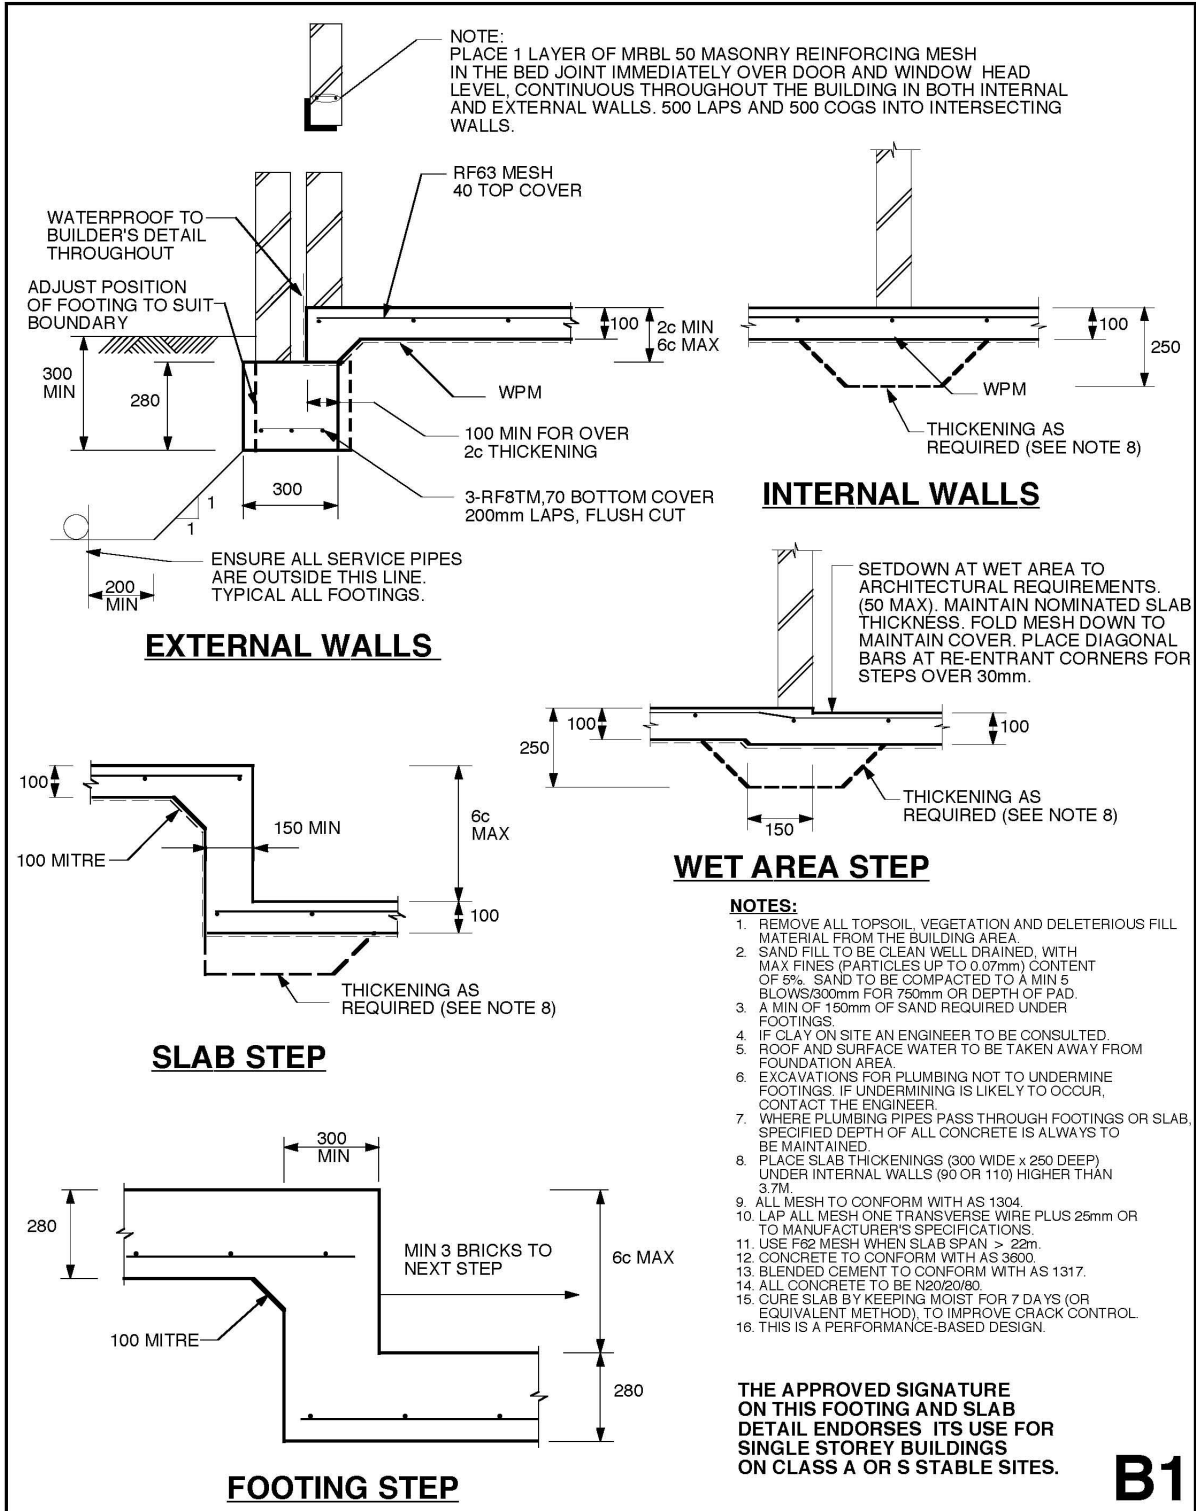 NOTE:
PLACE 1 LAYER OF MRBL 50 MASONRY REINFORCING MESH
IN THE BED JOINT IMMEDIATELY OVER DOOR AND WINDOW HEAD
LEVEL, CONTINUOUS THROUGHOUT THE BUILDING IN BOTH INTERNAL
AND EXTERNAL WALLS. 500 LAPS AND 500 COGS INTO INTERSECTING
WALLS.
RF63 MESH
40 TOP COVER
WATERPROOF TO
BUILDER'S DETAIL
THROUGHOUT
ADJUST POSITION
OF FOOTING TO SUIT
BOUNDARY
100
2c MIN
6c MAX
300
MIN
280
WPM
100 MIN FOR OVER
2c THICKENING
300
3-RF8TM,70 BOTTOM COVER
200mm LAPS, FLUSH CUT
1
1
ENSURE ALL SERVICE PIPES
ARE OUTSIDE THIS LINE.
TYPICAL ALL FOOTINGS.
200
MIN
EXTERNAL WALLS
100
250
WPM
THICKENING AS
REQUIRED (SEE NOTE 8)
INTERNAL WALLS
SETDOWN AT WET AREA TO
ARCHITECTURAL REQUIREMENTS.
(50 MAX). MAINTAIN NOMINATED SLAB
THICKNESS. FOLD MESH DOWN TO
MAINTAIN COVER. PLACE DIAGONAL
BARS AT RE-ENTRANT CORNERS FOR
STEPS OVER 30mm.
100
250
100
THICKENING AS
REQUIRED (SEE NOTE 8)
150
WET AREA STEP
100
150 MIN
6c
MAX
100 MITRE
100
THICKENING AS
REQUIRED (SEE NOTE 8)
SLAB STEP
300
MIN
280
MIN 3 BRICKS TO
NEXT STEP
6c MAX
100 MITRE
280
FOOTING STEP
NOTES:
1. REMOVE ALL TOPSOIL, VEGETATION AND DELETERIOUS FILL
MATERIAL FROM THE BUILDING AREA.
2. SAND FILL TO BE CLEAN WELL DRAINED, WITH
MAX FINES (PARTICLES UP TO 0.07mm) CONTENT
OF 5%. SAND TO BE COMPACTED TO A MIN 5
BLOWS/300mm FOR 750mm OR DEPTH OF PAD.
3. A MIN OF 150mm OF SAND REQUIRED UNDER
FOOTINGS.
4. IF CLAY ON SITE AN ENGINEER TO BE CONSULTED.
5. ROOF AND SURFACE WATER TO BE TAKEN AWAY FROM
FOUNDATION AREA.
6. EXCAVATIONS FOR PLUMBING NOT TO UNDERMINE
FOOTINGS. IF UNDERMINING IS LIKELY TO OCCUR,
CONTACT THE ENGINEER.
7. WHERE PLUMBING PIPES PASS THROUGH FOOTINGS OR SLAB,
SPECIFIED DEPTH OF ALL CONCRETE IS ALWAYS TO
BE MAINTAINED.
8. PLACE SLAB THICKENINGS (300 WIDE x 250 DEEP)
UNDER INTERNAL WALLS (90 OR 110) HIGHER THAN
3.7M.
9. ALL MESH TO CONFORM WITH AS 1304.
10. LAP ALL MESH ONE TRANSVERSE WIRE PLUS 25mm OR
TO MANUFACTURER'S SPECIFICATIONS.
11. USE F62 MESH WHEN SLAB SPAN > 22m.
12. CONCRETE TO CONFORM WITH AS 3600.
13. BLENDED CEMENT TO CONFORM WITH AS 1317.
14. ALL CONCRETE TO BE N20/20/80.
15. CURE SLAB BY KEEPING MOIST FOR 7 DAYS (OR
EQUIVALENT METHOD), TO IMPROVE CRACK CONTROL.
16. THIS IS A PERFORMANCE-BASED DESIGN.
THE APPROVED SIGNATURE
ON THIS FOOTING AND SLAB
DETAIL ENDORSES ITS USE FOR
SINGLE STOREY BUILDINGS
ON CLASS A OR S STABLE SITES.
B1